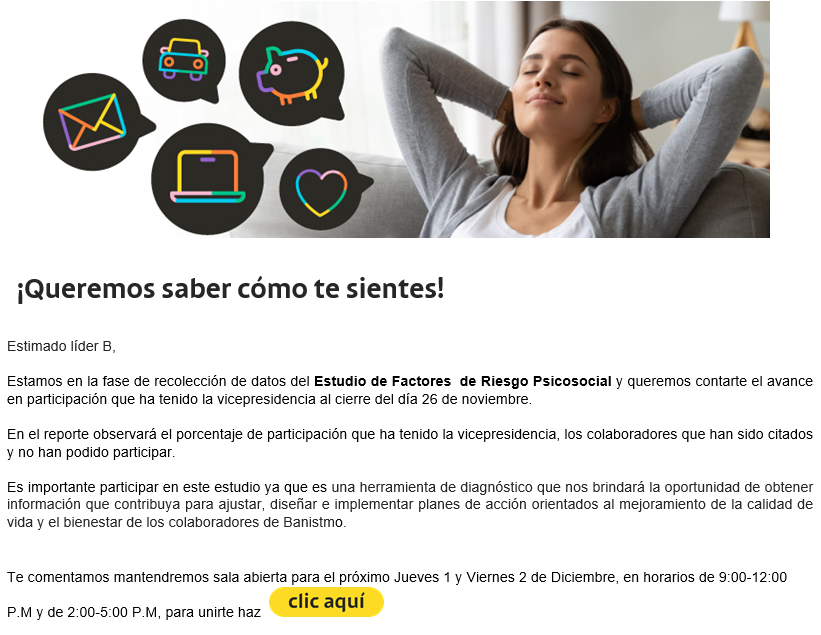 ¡Queremos saber cómo te sientes!
Estimado líder B,
Estamos en la fase de recolección de datos del Estudio de Factores de Riesgo Psicosocial y queremos contarte el avance
en participación que ha tenido la vicepresidencia al cierre del día 26 de noviembre.
En el reporte observará el porcentaje de participación que ha tenido la vicepresidencia, los colaboradores que han sido citados
y no han podido participar.
Es importante participar en este estudio ya que es una herramienta de diagnóstico que nos brindará la oportunidad de obtener
información que contribuya para ajustar, diseñar e implementar planes de acción orientados al mejoramiento de la calidad de
vida y el bienestar de los colaboradores de Banistmo.
Te comentamos mantendremos sala abierta para el próximo Jueves 1 y Viernes 2 de Diciembre, en horarios de 9:00-12:00
P.M y de 2:00-5:00 P.M, para unirte haz clic aquí